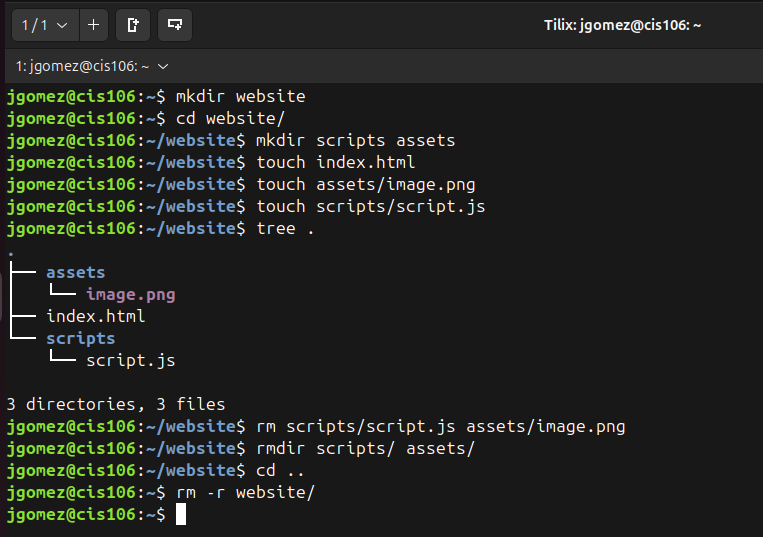 1 / 1
Tilix: jgomez@cis106: ~
1: jgomez@cis106: ~
jgomez@cis106:~$ mkdir website
jgomez@cis106:~$ cd website/
jgomez@cis106:~/website$ mkdir scripts assets
jgomez@cis106:~/website$ touch index.html
jgomez@cis106:~/website$ touch assets/image.png
jgomez@cis106:~/website$ touch scripts/script.js
jgomez@cis106:~/website$ tree .
.
├── assets
│   └── image.png
├── index.html
└── scripts
    └── script.js
3 directories, 3 files
jgomez@cis106:~/website$ rm scripts/script.js assets/image.png
jgomez@cis106:~/website$ rmdir scripts/ assets/
jgomez@cis106:~/website$ cd ..
jgomez@cis106:~$ rm -r website/
jgomez@cis106:~$